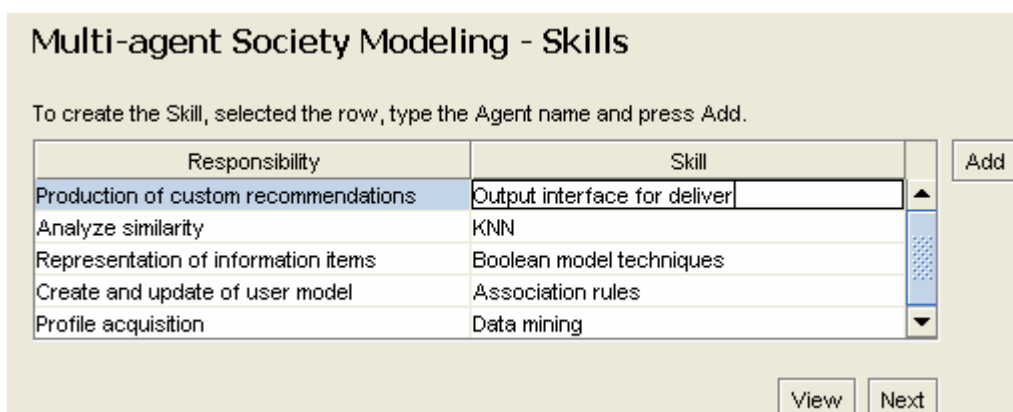 Multi-agent Society Modeling - Skills
To create the Skill, selected the row, type the Agent name and press Add.
Responsibility Skill Add
Production of custom recommendations Output interface for deliver
Analyze similarity KNN
Representation of information items Boolean model techniques
Create and update of user model Association rules
Profile acquisition Data mining
View Next